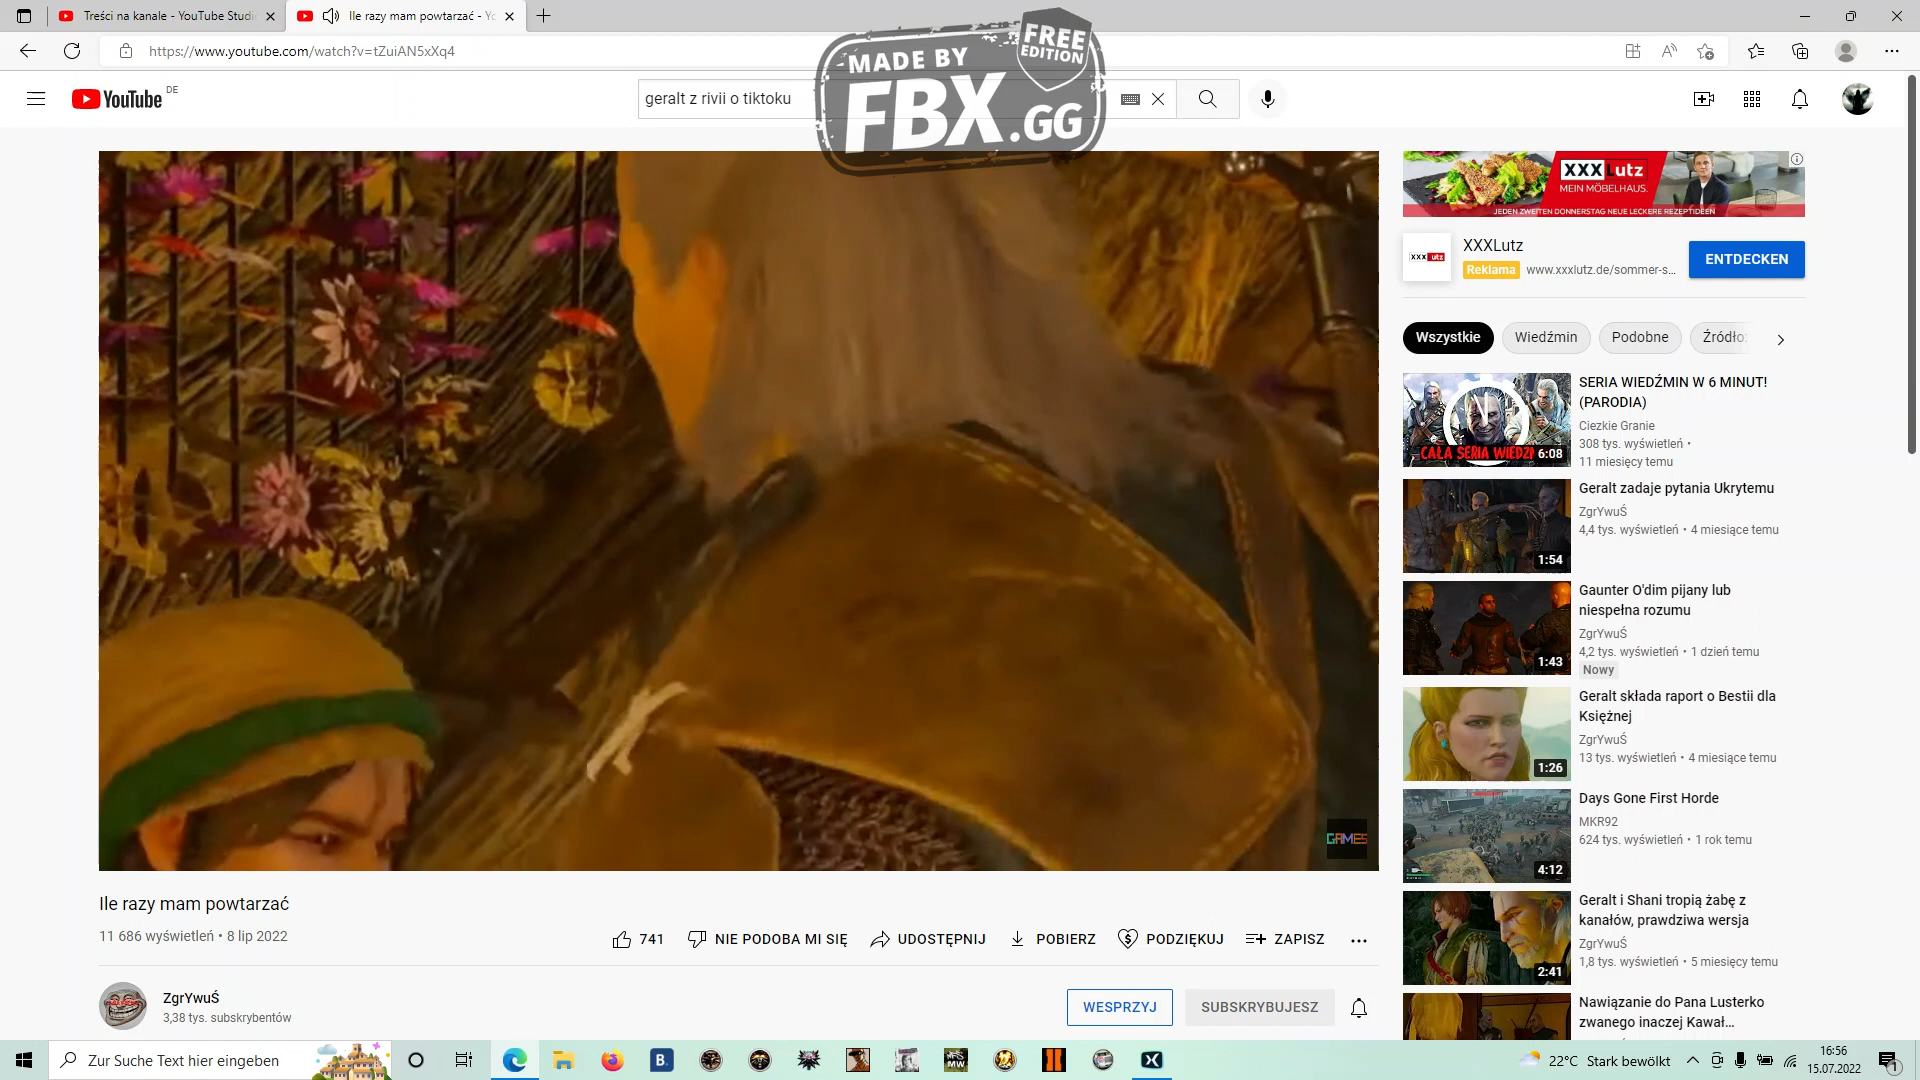 Treści na kanale - YouTube Studi
Ile razy mam powtarzać - Yo
https://www.youtube.com/watch?v=tZuiAN5xXq4
MADE BY
FBX.GG
FREE
EDITION
YouTube DE
geralt z rivii o tiktoku
XXXLutz
MEIN MÖBELHAUS.
JEDEN ZWEITEN DONNERSTAG NEUE LECKERE REZEPTIDEEN
XXXLutz
Reklama www.xxxlutz.de/sommer-s...
ENTDECKEN
Wszystkie Wiedźmin Podobne Źródło:
SERIA WIEDŹMIN W 6 MINUT!
(PARODIA)
Ciezkie Granie
308 tys. wyświetleń •
11 miesięcy temu
CAŁA SERIA WIEDŹM
6:08
Geralt zadaje pytania Ukrytemu
ZgrYwuŚ
4,4 tys. wyświetleń • 4 miesiące temu
1:54
Gaunter O'dim pijany lub
niespełna rozumu
ZgrYwuŚ
4,2 tys. wyświetleń • 1 dzień temu
Nowy
1:43
Geralt składa raport o Bestii dla
Księżnej
ZgrYwuŚ
13 tys. wyświetleń • 4 miesiące temu
1:26
Days Gone First Horde
MKR92
624 tys. wyświetleń • 1 rok temu
4:12
Geralt i Shani tropią żabę z
kanałów, prawdziwa wersja
ZgrYwuŚ
1,8 tys. wyświetleń • 5 miesięcy temu
2:41
Nawiązanie do Pana Lusterko
zwanego inaczej Kawał...
GAMES
Ile razy mam powtarzać
11 686 wyświetleń • 8 lip 2022
741 NIE PODOBA MI SIĘ UDOSTĘPNIJ POBIERZ PODZIĘKUJ ZAPISZ
ZgrYwuŚ
3,38 tys. subskrybentów
WESPRZYJ SUBSKRYBUJESZ
Zur Suche Text hier eingeben
22°C Stark bewölkt
16:56
15.07.2022